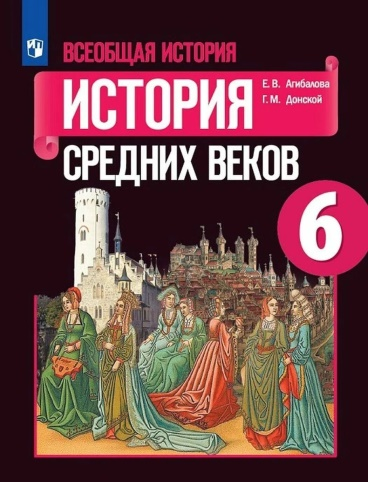 ВСЕОБЩАЯ ИСТОРИЯ
Е. В. Агибалова
Г. М. Донской
ИСТОРИЯ
СРЕДНИХ ВЕКОВ
6